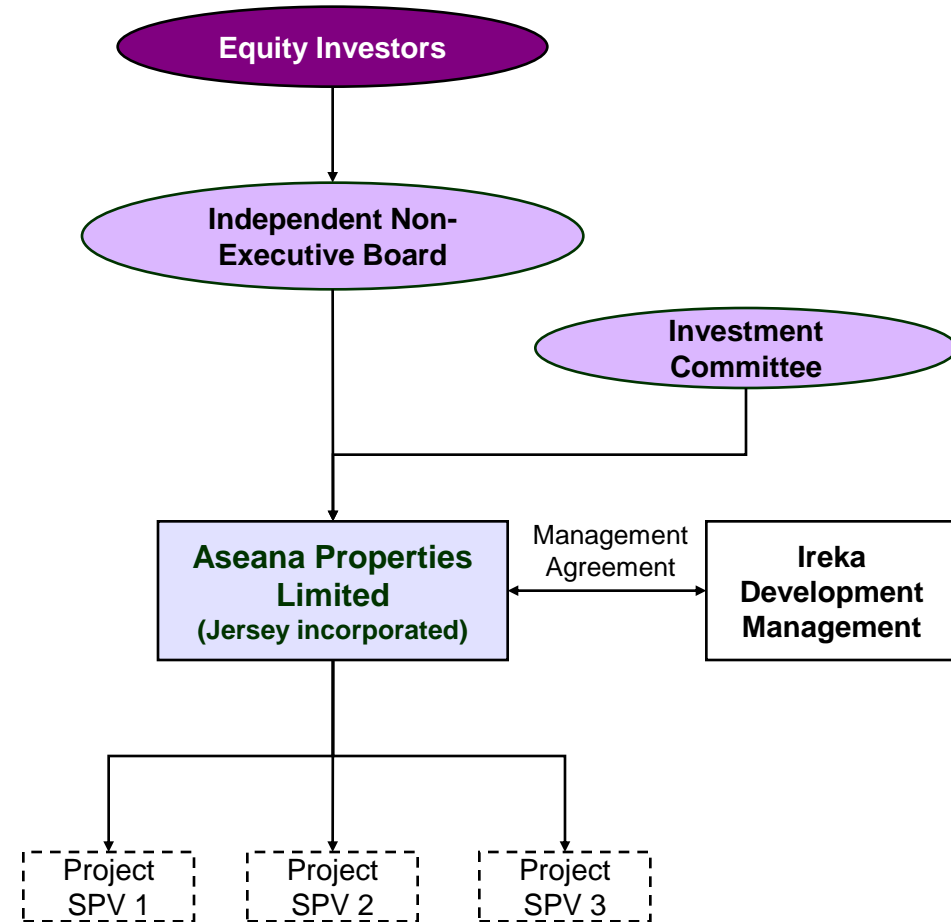 Equity Investors
Independent Non-
Executive Board
Investment
Committee
Aseana Properties
Limited
(Jersey incorporated)
Management
Agreement
Ireka
Development
Management
Project
SPV 1
Project
SPV 2
Project
SPV 3